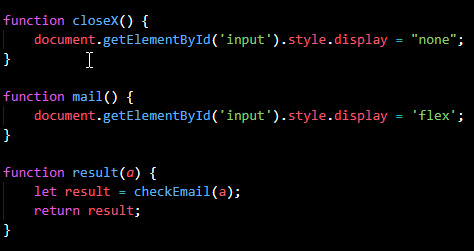 function closeX() {
    document.getElementById('input').style.display = "none";
}
function mail() {
    document.getElementById('input').style.display = 'flex';
}
function result(a) {
    let result = checkEmail(a);
    return result;
}